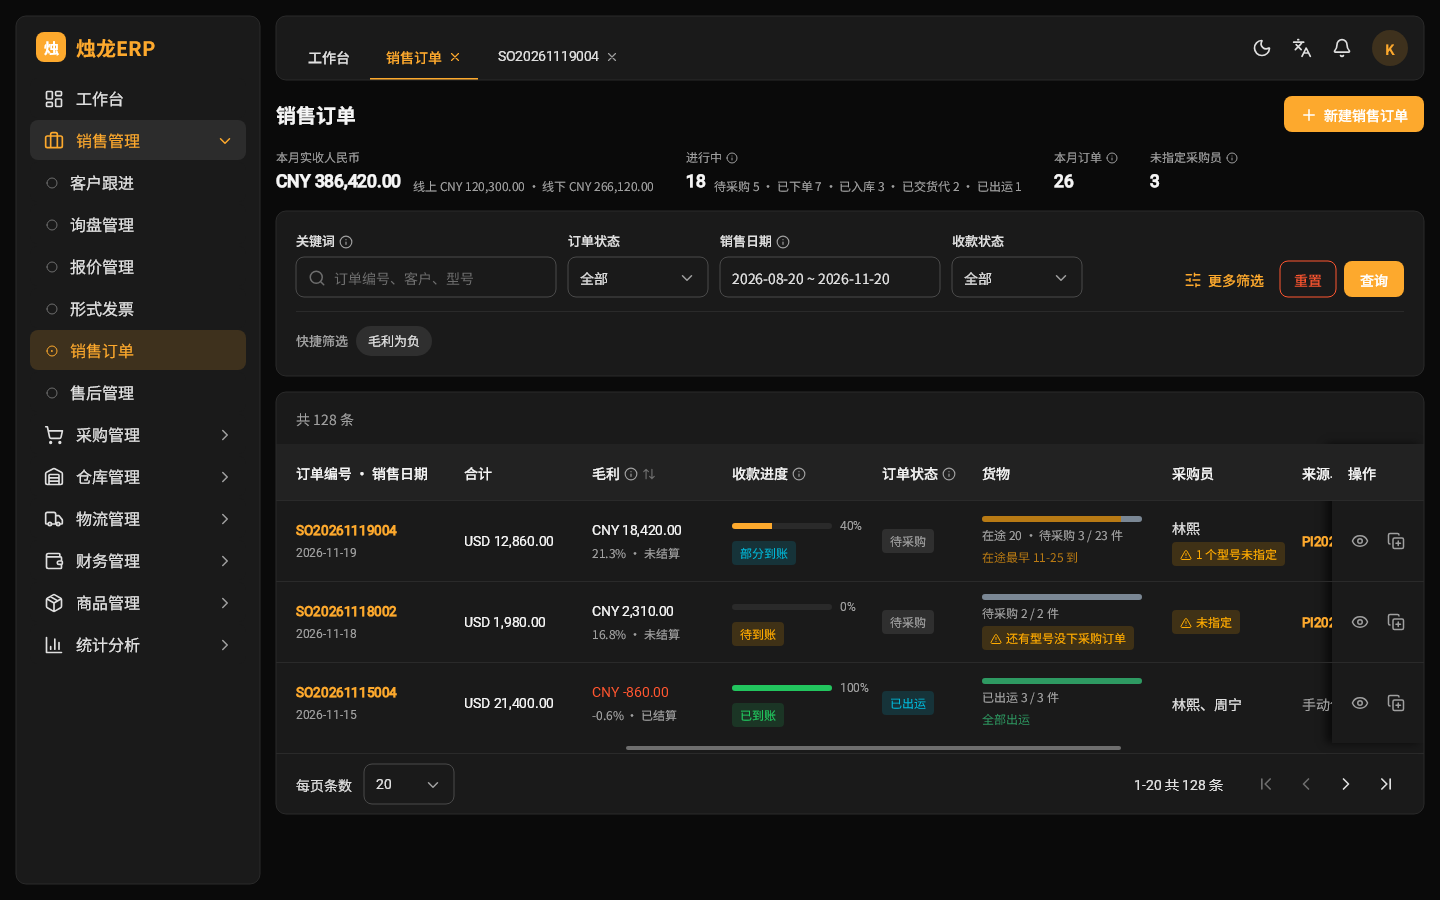 烛 烛龙ERP
工作台
销售管理
客户跟进
询盘管理
报价管理
形式发票
销售订单
售后管理
采购管理
仓库管理
物流管理
财务管理
商品管理
统计分析
工作台 销售订单 SO20261119004 K
销售订单 新建销售订单
本月实收人民币 进行中 本月订单 未指定采购员
CNY 386,420.00 线上 CNY 120,300.00 · 线下 CNY 266,120.00 18 待采购 5 · 已下单 7 · 已入库 3 · 已交货代 2 · 已出运 1 26 3
关键词 订单状态 销售日期 收款状态
订单编号、客户、型号 全部 2026-08-20 ~ 2026-11-20 全部 更多筛选 重置 查询
快捷筛选 毛利为负
共 128 条
订单编号 · 销售日期 合计 毛利 收款进度 订单状态 货物 采购员 来源 操作
SO20261119004 USD 12,860.00 CNY 18,420.00 40% 待采购 在途 20 · 待采购 3 / 23 件 林熙 PI202
2026-11-19 21.3% · 未结算 部分到账 在途最早 11-25 到 1 个型号未指定
SO20261118002 USD 1,980.00 CNY 2,310.00 0% 待采购 待采购 2 / 2 件 未指定 PI202
2026-11-18 16.8% · 未结算 待到账 还有型号没下采购订单
SO20261115004 USD 21,400.00 CNY -860.00 100% 已出运 已出运 3 / 3 件 林熙、周宁 手动
2026-11-15 -0.6% · 已结算 已到账 全部出运
每页条数 20 1-20 共 128 条